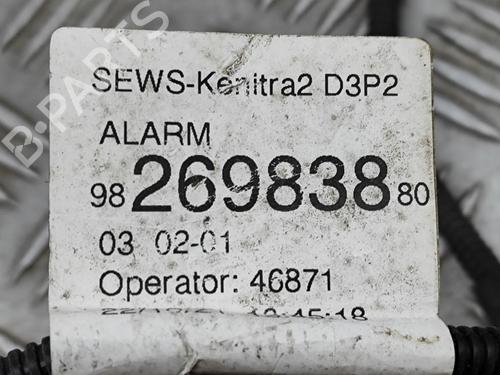 SEWS-Kenitra2 D3P2
ALARM
98 269838 80
03 02-01
Operator: 46871
B-PARTS